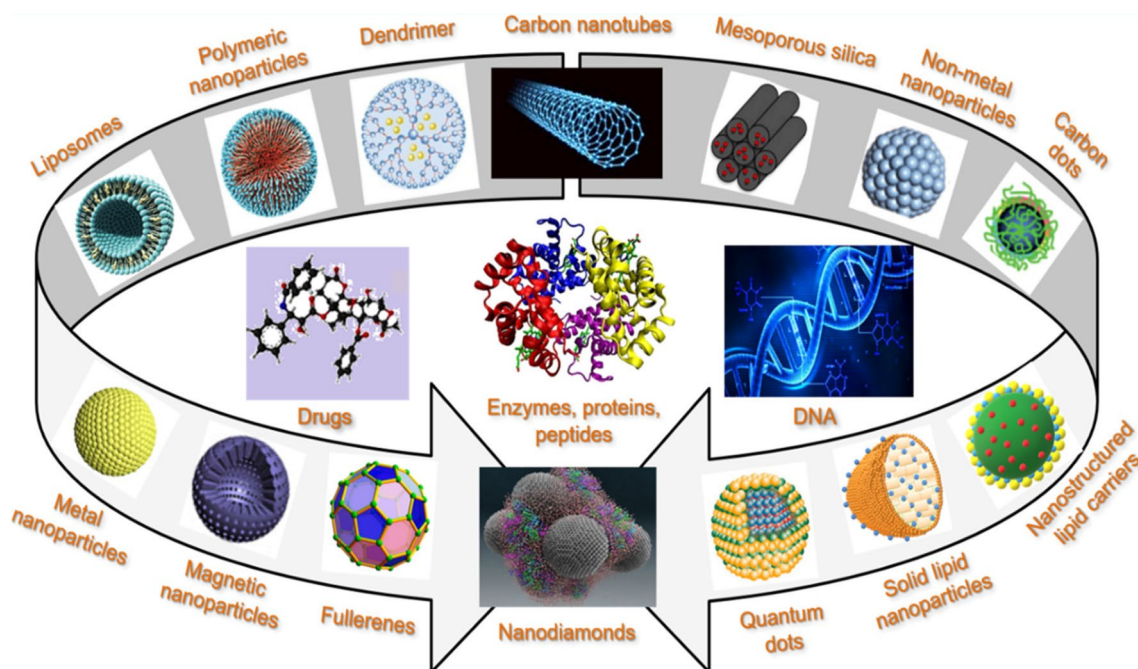 Liposomes
Polymeric
nanoparticles
Dendrimer
Carbon nanotubes
Mesoporous silica
Non-metal
nanoparticles
Carbon
dots
Drugs
Enzymes, proteins,
peptides
DNA
Metal
nanoparticles
Magnetic
nanoparticles
Fullerenes
Nanodiamonds
Quantum
dots
Solid lipid
nanoparticles
Nanostructured
lipid carriers